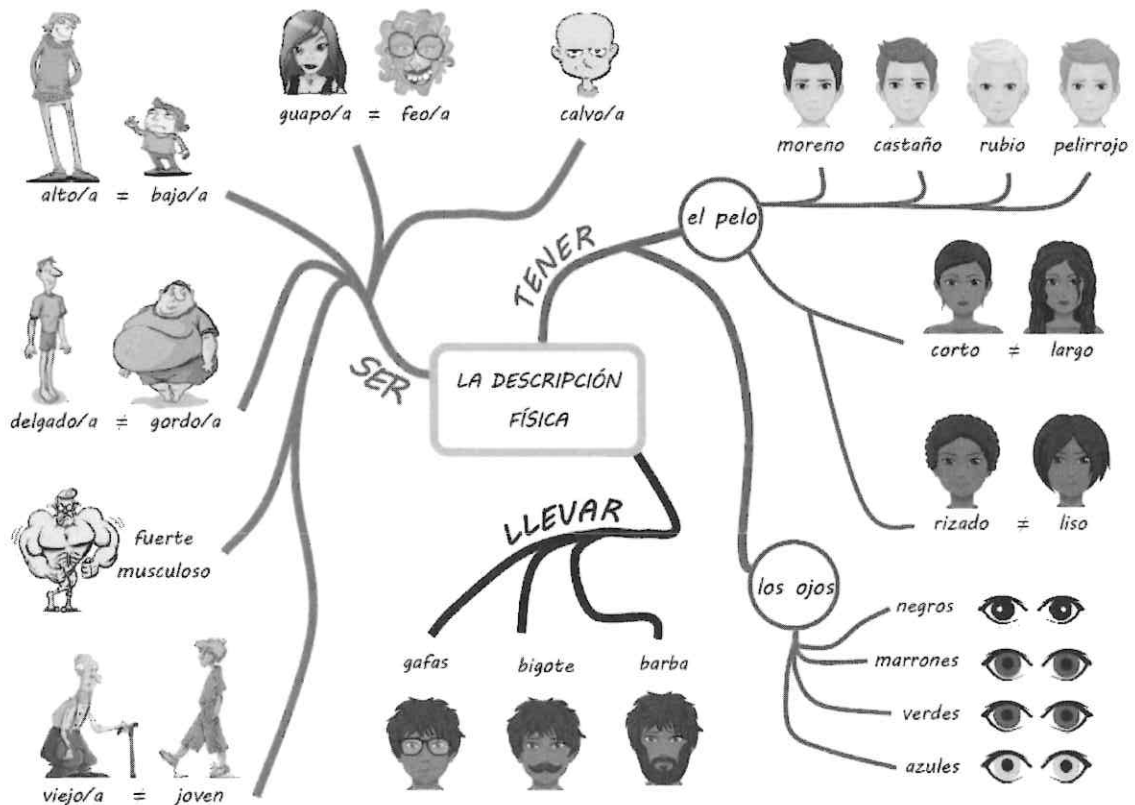 guapo/a = feo/a
calvo/a
moreno castaño rubio pelirrojo
alto/a = bajo/a
el pelo
TENER
corto ≠ largo
SER
LA DESCRIPCIÓN
FÍSICA
delgado/a ≠ gordo/a
LLEVAR
rizado ≠ liso
fuerte
musculoso
los ojos
negros
marrones
verdes
azules
gafas bigote barba
viejo/a = joven